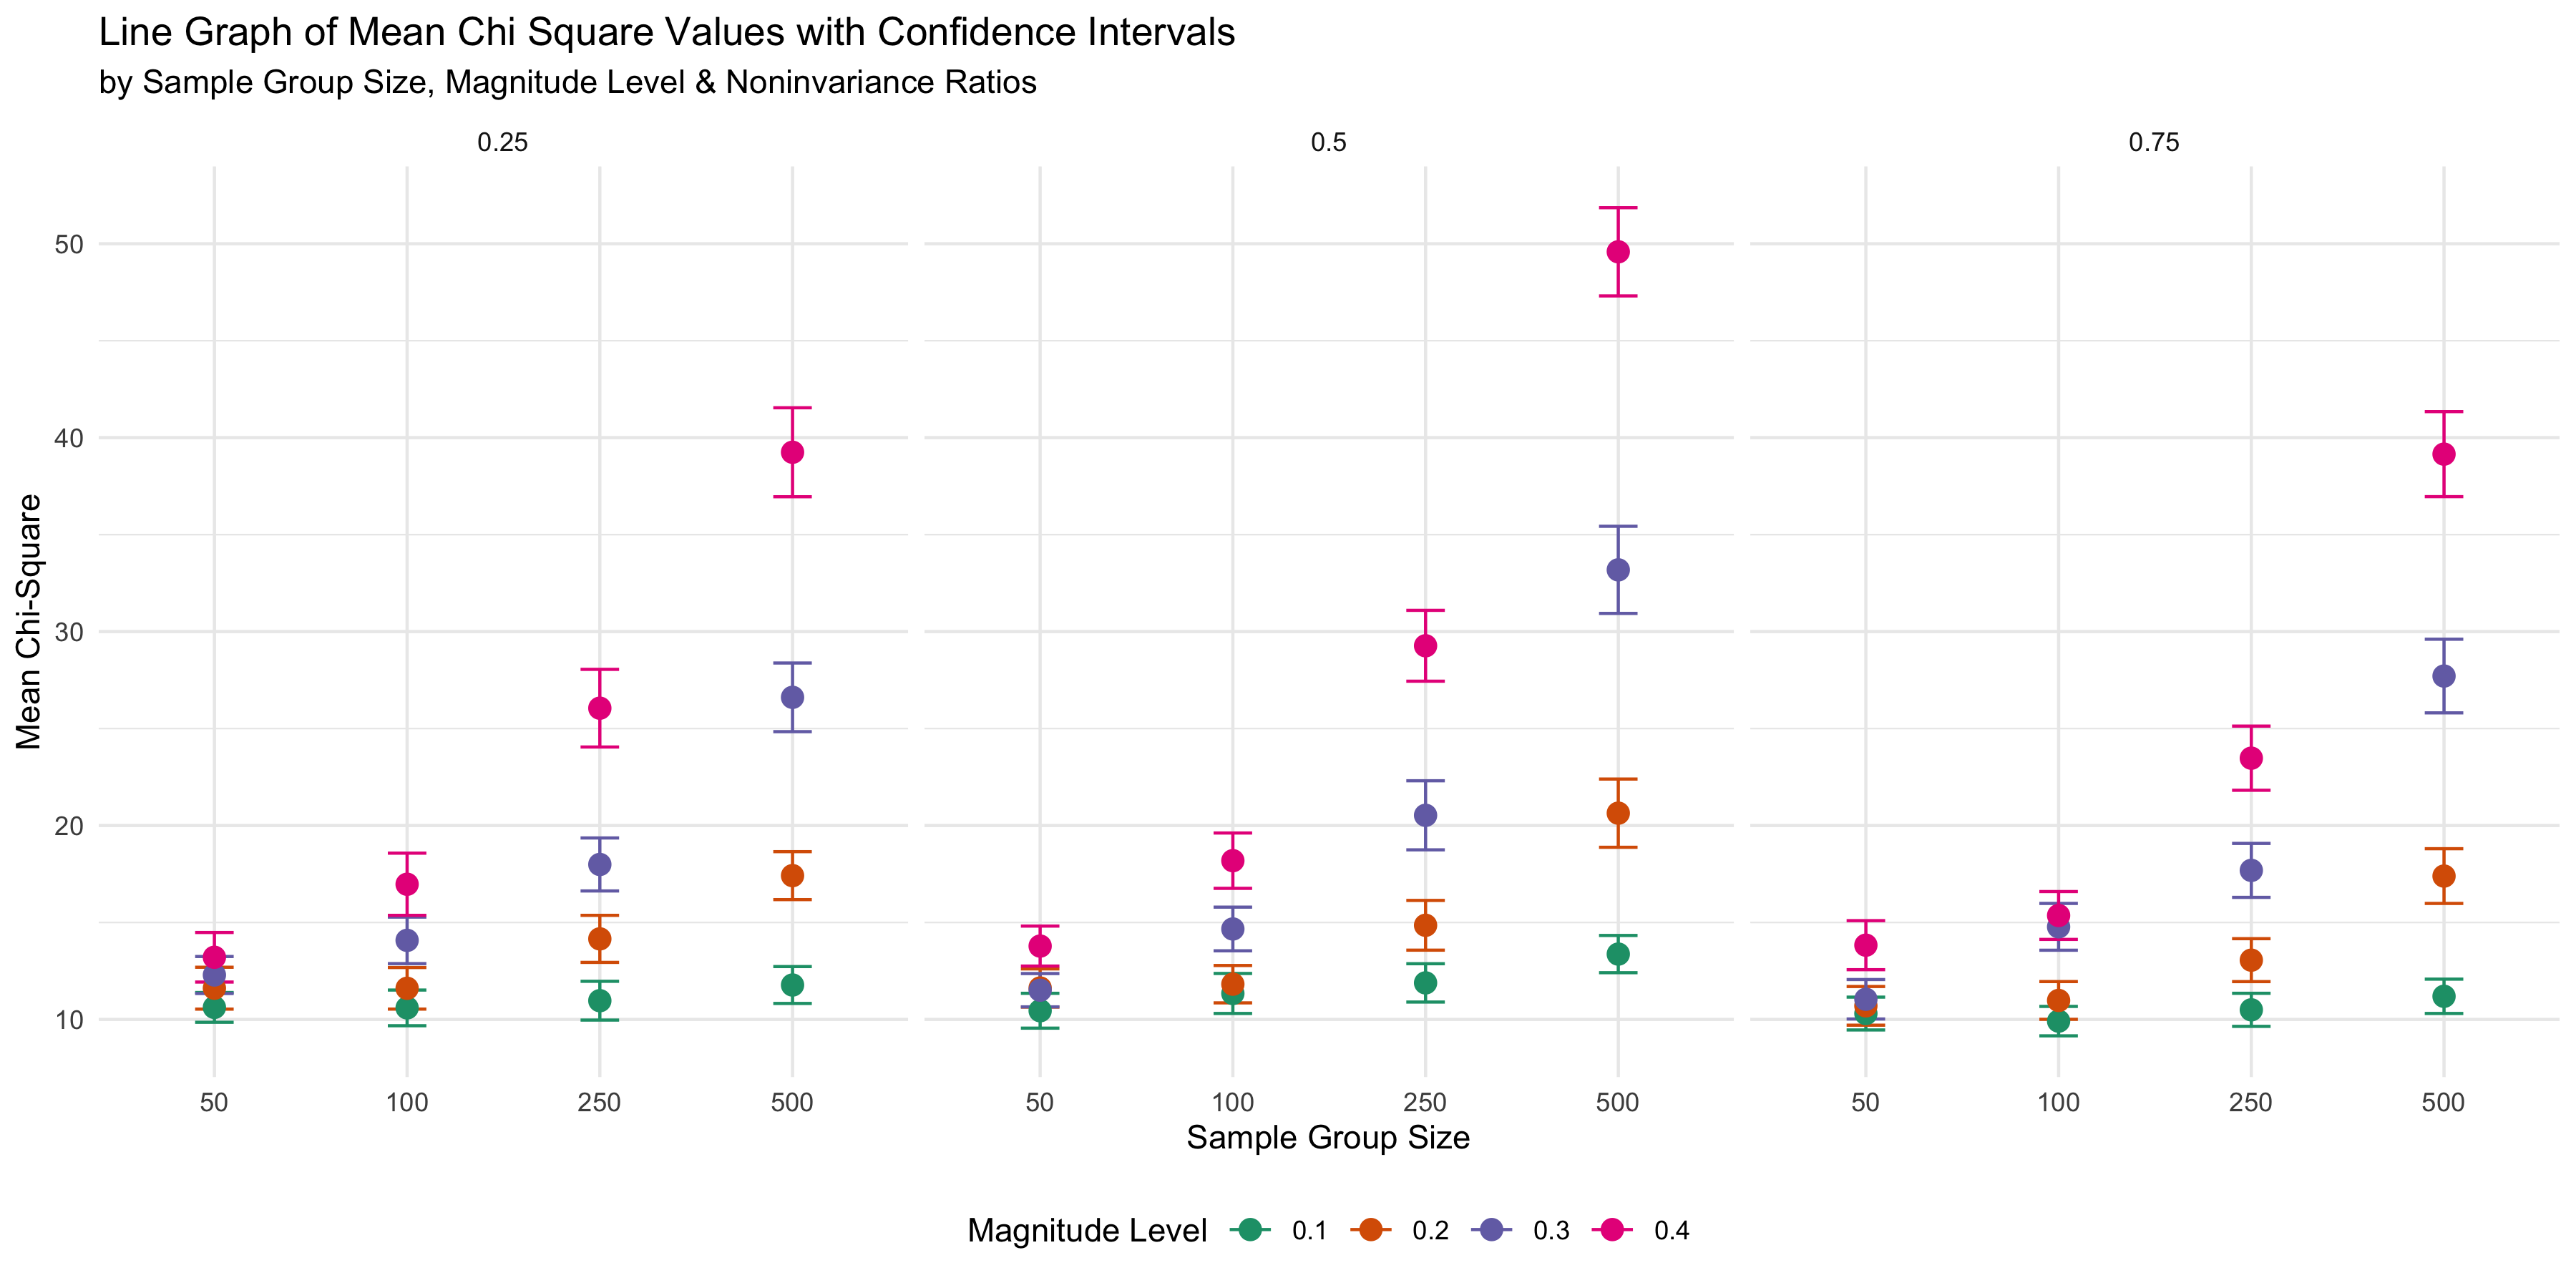 Line Graph of Mean Chi Square Values with Confidence Intervals
by Sample Group Size, Magnitude Level & Noninvariance Ratios
0.25 0.5 0.75
Mean Chi-Square
50
40
30
20
10
50 100 250 500 50 100 250 500 50 100 250 500
Sample Group Size
Magnitude Level 0.1 0.2 0.3 0.4